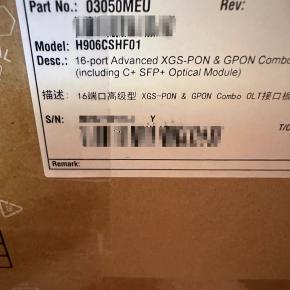 Part No.: 03050MEU Rev:
Model: H906CSHF01
Desc.: 16-port Advanced XGS-PON & GPON Combo
(including C+ SFP+ Optical Module)
描述: 16端口高级型 XGS-PON & GPON Combo OLT接口板
S/N: Y
Remark: